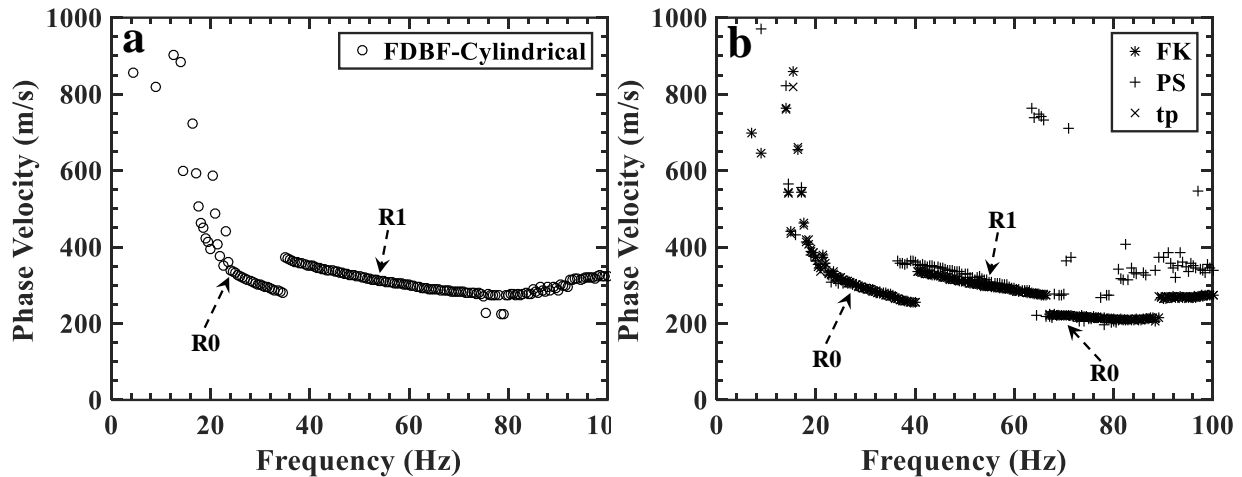 a
FDBF-Cylindrical
R1
R0
1000
800
600
400
200
0
0 20 40 60 80 10
Phase Velocity (m/s)
Frequency (Hz)
b
FK
PS
tp
R1
R0
R0
1000
800
600
400
200
0
0 20 40 60 80 100
Phase Velocity (m/s)
Frequency (Hz)